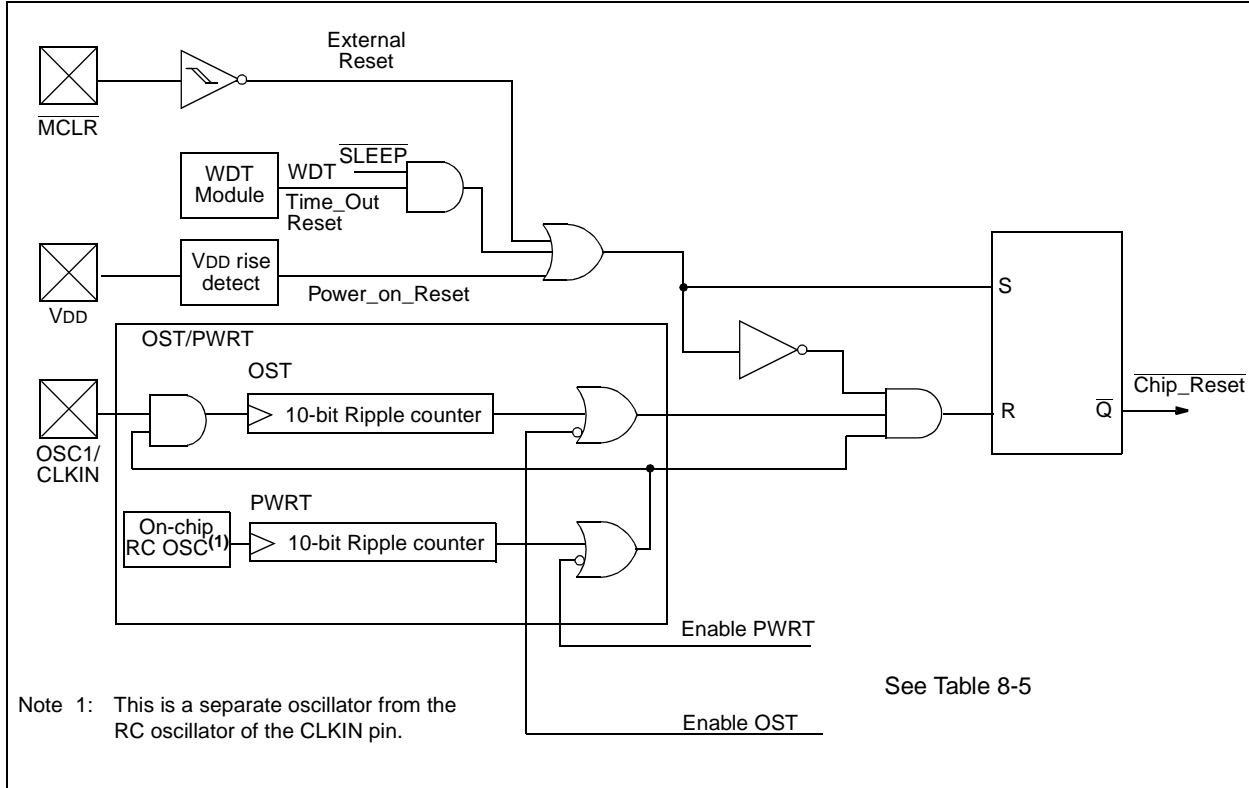 External
Reset
MCLR
SLEEP
WDT
Module
WDT
Time_Out
Reset
VDD rise
detect
Power_on_Reset
VDD
S
OST/PWRT
OST
10-bit Ripple counter
OSC1/
CLKIN
R
Q
Chip_Reset
PWRT
On-chip
RC OSC(1)
10-bit Ripple counter
Enable PWRT
See Table 8-5
Note 1: This is a separate oscillator from the
RC oscillator of the CLKIN pin.
Enable OST